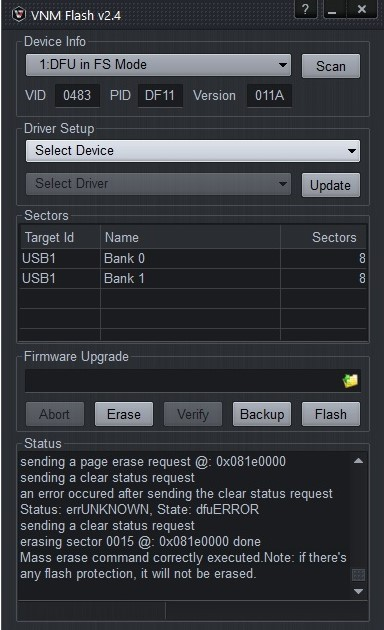 VNM Flash v2.4
Device Info
1:DFU in FS Mode
Scan
VID 0483 PID DF11 Version 011A
Driver Setup
Select Device
Select Driver
Update
Sectors
Target Id Name Sectors
USB1 Bank 0 8
USB1 Bank 1 8
Firmware Upgrade
Abort Erase Verify Backup Flash
Status
sending a page erase request @: 0x081e0000
sending a clear status request
an error occured after sending the clear status request
Status: errUNKNOWN, State: dfuERROR
sending a clear status request
erasing sector 0015 @: 0x081e0000 done
Mass erase command correctly executed.Note: if there's
any flash protection, it will not be erased.